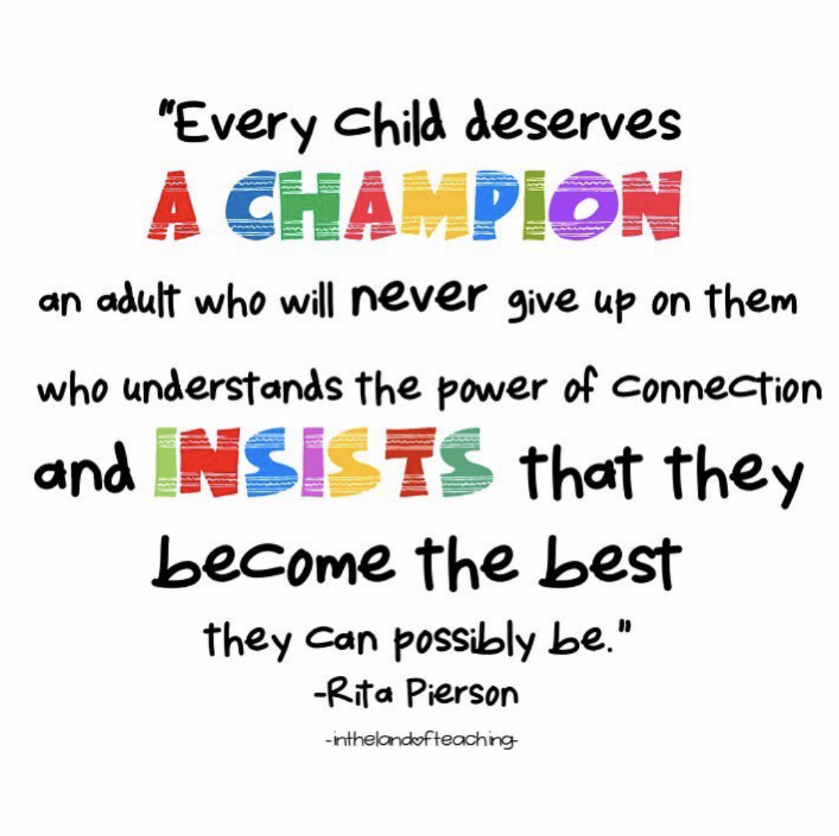 "Every child deserves
A CHAMPION
an adult who will never give up on them
who understands the power of connection
and INSISTS that they
become the best
they can possibly be."
-Rita Pierson
-inthelandofteaching-